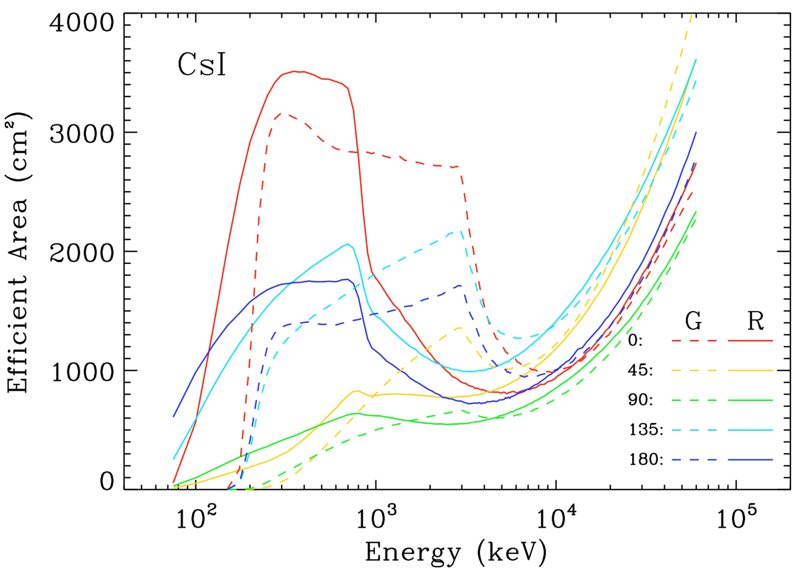 4000
CsI
3000
2000
1000
0
Efficient Area (cm²)
G R
0:
45:
90:
135:
180:
10² 10³ 10⁴ 10⁵
Energy (keV)